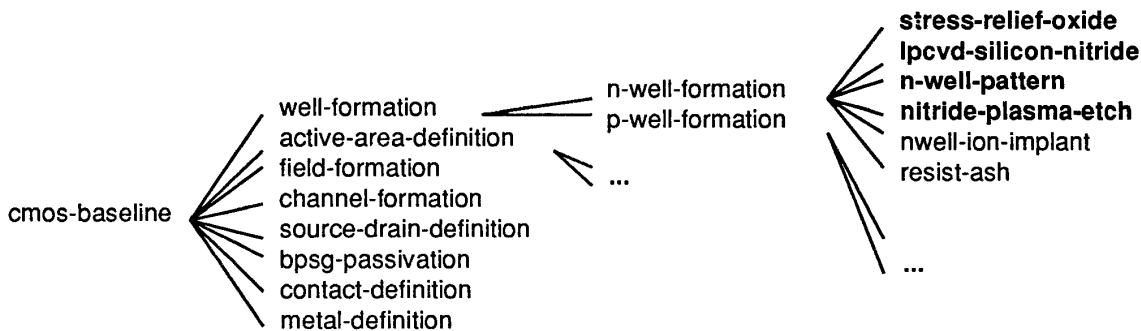 cmos-baseline
well-formation
active-area-definition
field-formation
channel-formation
source-drain-definition
bpsg-passivation
contact-definition
metal-definition
n-well-formation
p-well-formation
...
stress-relief-oxide
lpcvd-silicon-nitride
n-well-pattern
nitride-plasma-etch
nwell-ion-implant
resist-ash
...